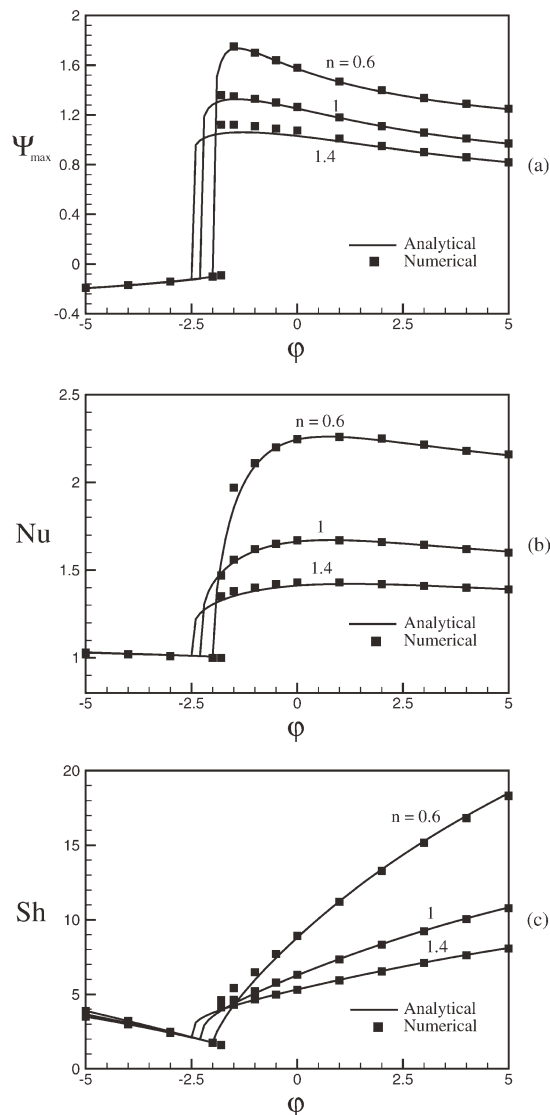 2
1.6
1.2
0.8
0.4
0
-0.4
Ψmax
n = 0.6
1
1.4
(a)
Analytical
Numerical
-5 -2.5 0 2.5 5
φ
2.5
2
1.5
1
Nu
n = 0.6
1
1.4
(b)
Analytical
Numerical
-5 -2.5 0 2.5 5
φ
20
15
10
5
0
Sh
n = 0.6
1
1.4
(c)
Analytical
Numerical
-5 -2.5 0 2.5 5
φ